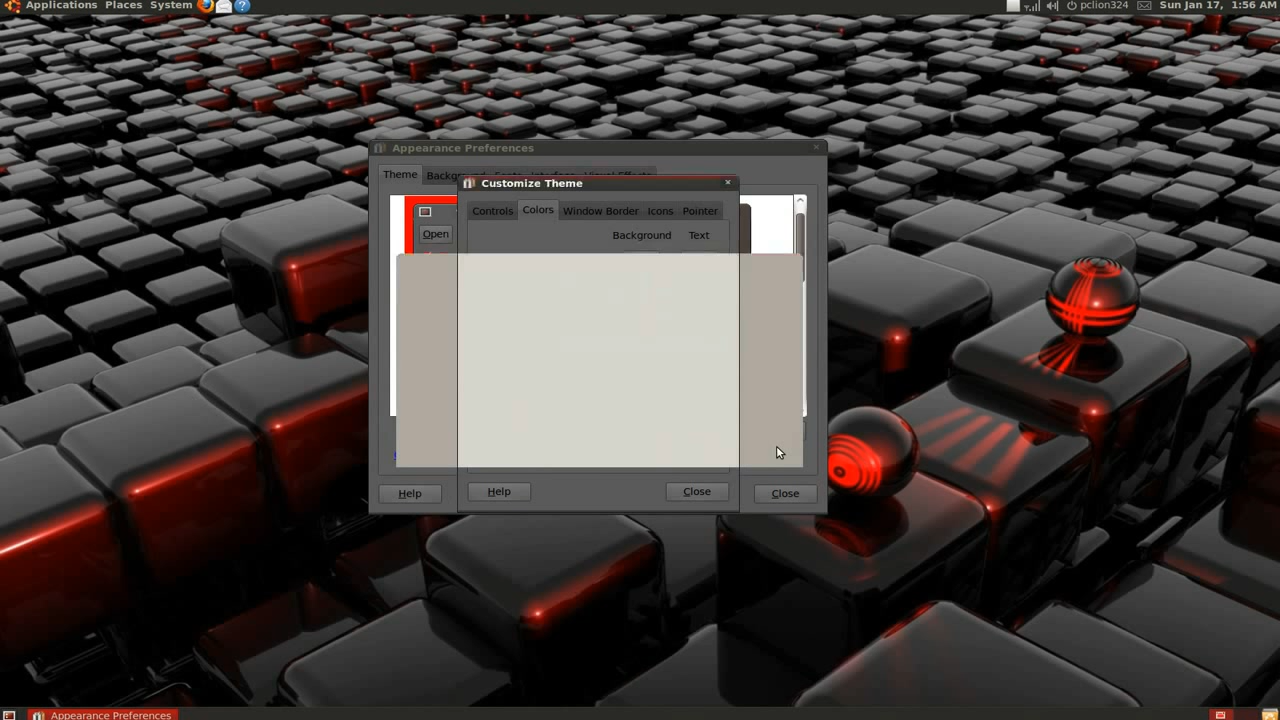 Applications Places System
pclion324
Sun Jan 17, 1:56 AM
Appearance Preferences
Theme
Customize Theme
Controls Colors Window Border Icons Pointer
Open
Background Text
Help Close
Help Close
Appearance Preferences